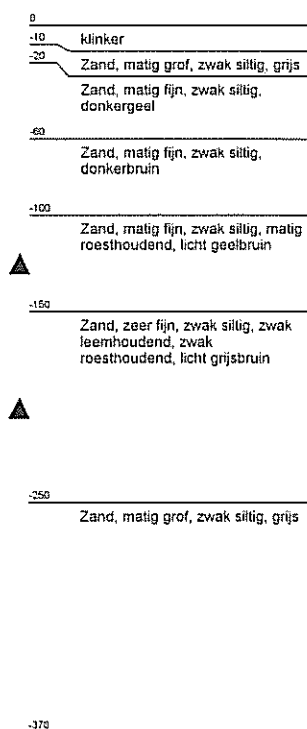 0
-10
klinker
-20
Zand, matig grof, zwak siltig, grijs
Zand, matig fijn, zwak siltig,
donkergeel
-60
Zand, matig fijn, zwak siltig,
donkerbruin
-100
Zand, matig fijn, zwak siltig, matig
roesthoudend, licht geelbruin
-150
Zand, zeer fijn, zwak siltig, zwak
leemhoudend, zwak
roesthoudend, licht grijsbruin
-250
Zand, matig grof, zwak siltig, grijs
-370